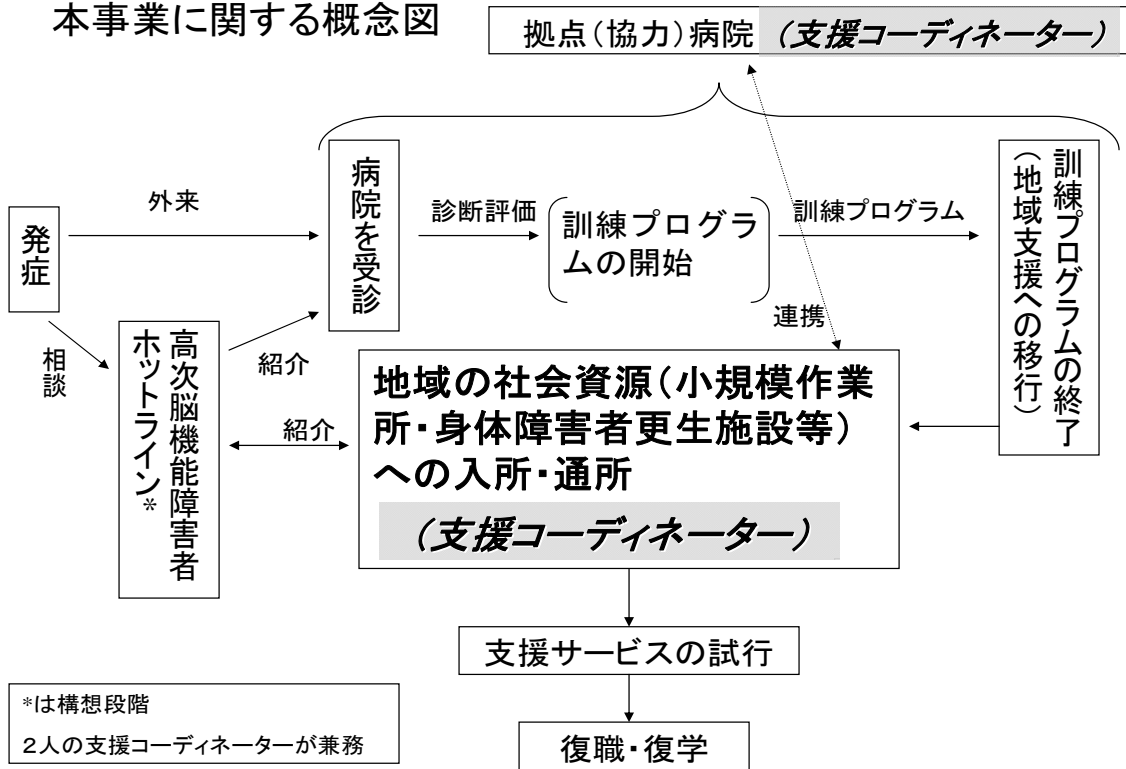 本事業に関する概念図
拠点(協力)病院 (支援コーディネーター)
発症
外来
相談
高次脳機能障害者
ホットライン*
紹介
紹介
病院を受診
診断評価
訓練プログラ
ムの開始
訓練プログラム
訓練プログラムの終了
(地域支援への移行)
連携
地域の社会資源(小規模作業
所・身体障害者更生施設等)
への入所・通所
(支援コーディネーター)
支援サービスの試行
復職・復学
*は構想段階
2人の支援コーディネーターが兼務